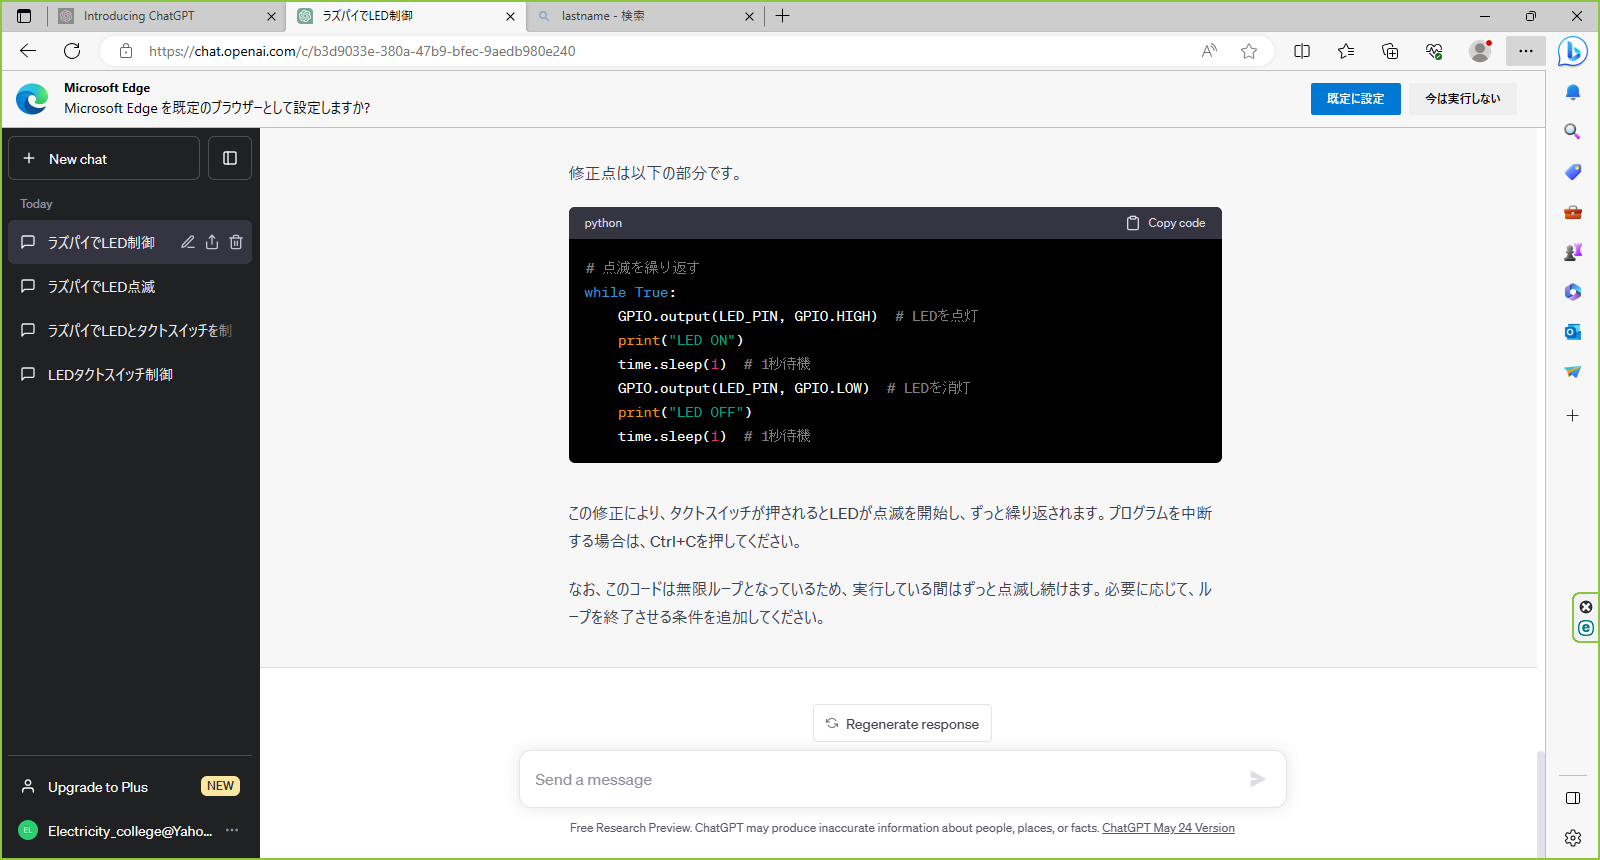 Introducing ChatGPT
ラズパイでLED制御
lastname - 検索
https://chat.openai.com/c/b3d9033e-380a-47b9-bfec-9aedb980e240
Microsoft Edge
Microsoft Edge を既定のブラウザーとして設定しますか?
既定に設定
今は実行しない
New chat
Today
ラズパイでLED制御
ラズパイでLED点滅
ラズパイでLEDとタクトスイッチを制
LEDタクトスイッチ制御
Upgrade to Plus
NEW
EL
Electricity_college@Yaho...
修正点は以下の部分です。
python
Copy code
# 点滅を繰り返す
while True:
    GPIO.output(LED_PIN, GPIO.HIGH)  # LEDを点灯
    print("LED ON")
    time.sleep(1)  # 1秒待機
    GPIO.output(LED_PIN, GPIO.LOW)  # LEDを消灯
    print("LED OFF")
    time.sleep(1)  # 1秒待機
この修正により、タクトスイッチが押されるとLEDが点滅を開始し、ずっと繰り返されます。プログラムを中断
する場合は、Ctrl+Cを押してください。
なお、このコードは無限ループとなっているため、実行している間はずっと点滅し続けます。必要に応じて、ル
ープを終了させる条件を追加してください。
Regenerate response
Send a message
Free Research Preview. ChatGPT may produce inaccurate information about people, places, or facts. ChatGPT May 24 Version